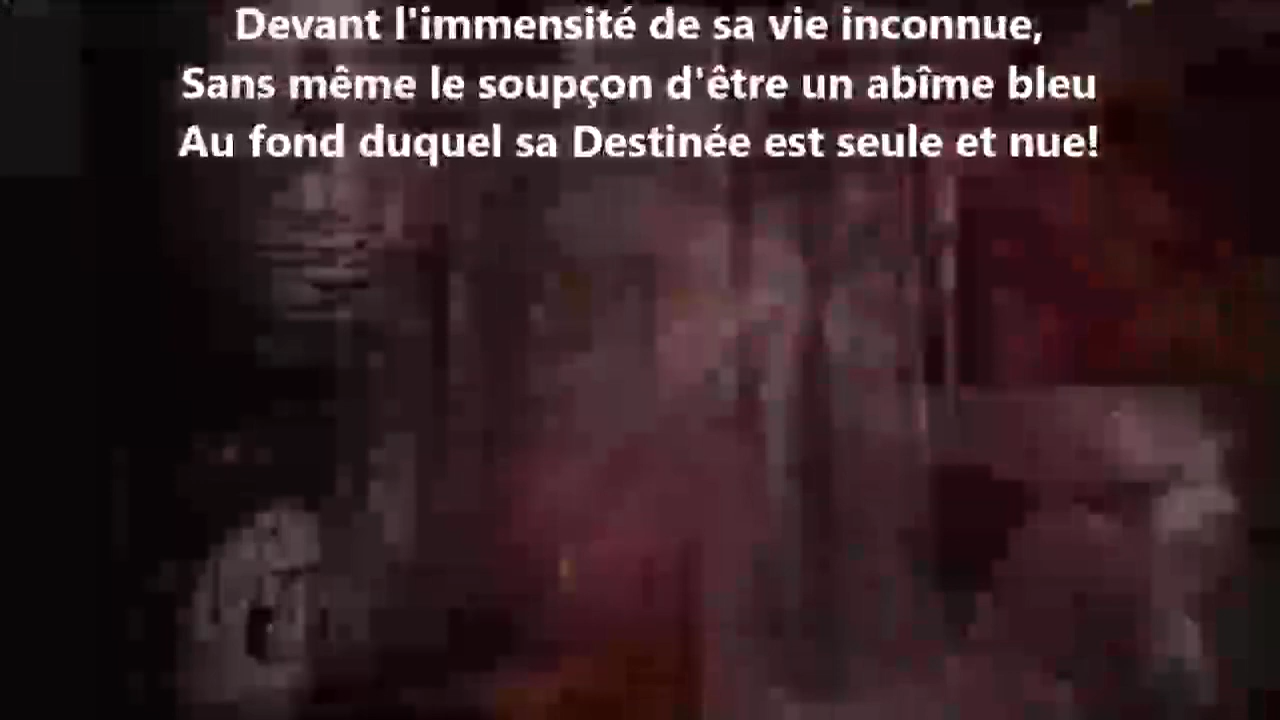 Devant l'immensité de sa vie inconnue,
Sans même le soupçon d'être un abîme bleu
Au fond duquel sa Destinée est seule et nue!